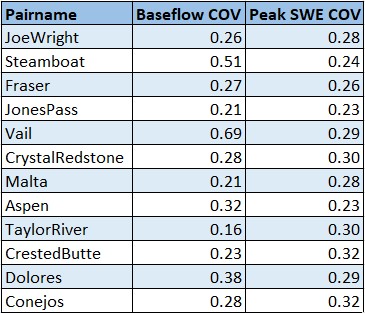 Pairname Baseflow COV Peak SWE COV
JoeWright 0.26 0.28
Steamboat 0.51 0.24
Fraser 0.27 0.26
JonesPass 0.21 0.23
Vail 0.69 0.29
CrystalRedstone 0.28 0.30
Malta 0.21 0.28
Aspen 0.32 0.23
TaylorRiver 0.16 0.30
CrestedButte 0.23 0.32
Dolores 0.38 0.29
Conejos 0.28 0.32